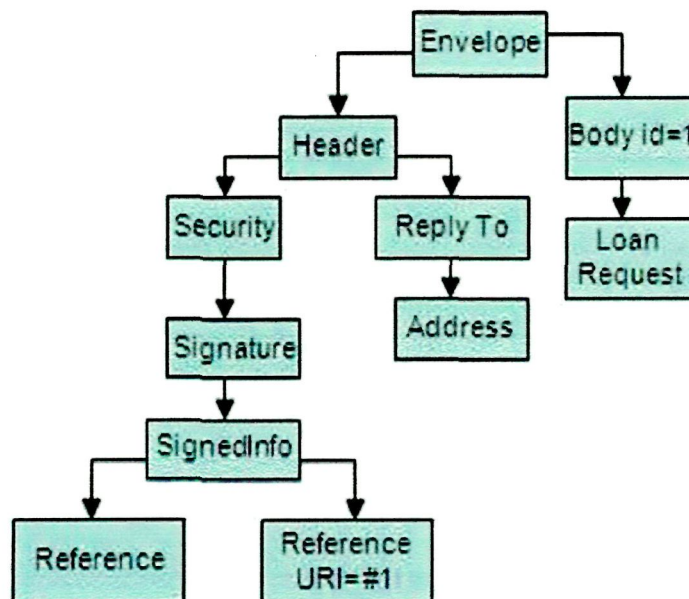 Envelope
Header
Body id=1
Security
Reply To
Loan
Request
Signature
Address
SignedInfo
Reference
Reference
URI=#1